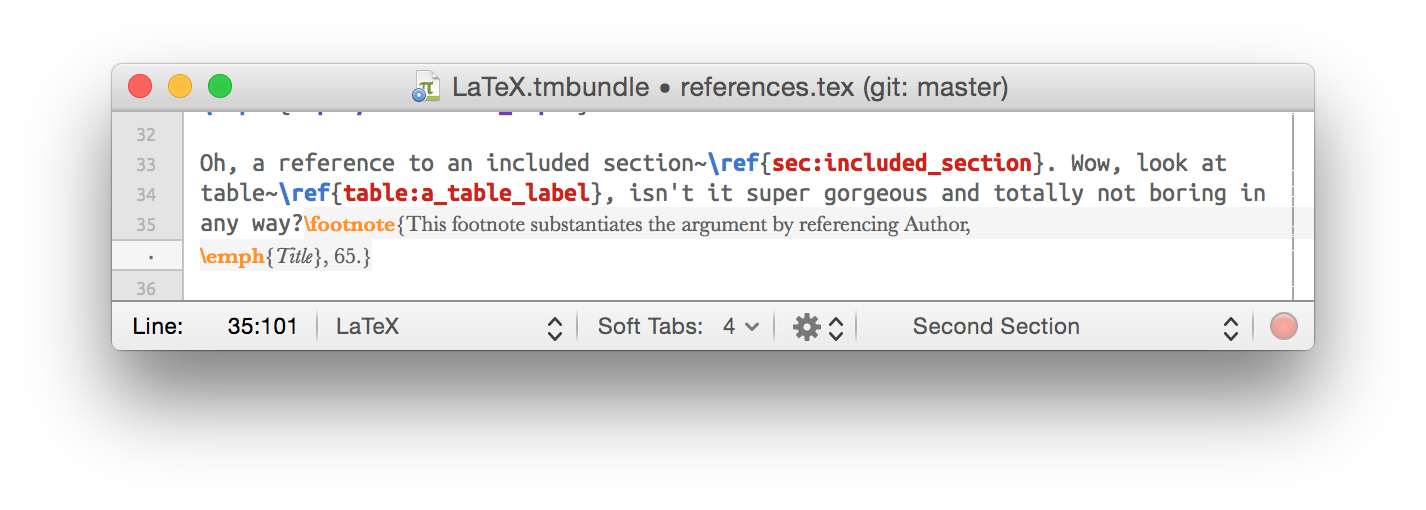 LaTeX.tmbundle • references.tex (git: master)
32
33 Oh, a reference to an included section~\ref{sec:included_section}. Wow, look at
34 table~\ref{table:a_table_label}, isn't it super gorgeous and totally not boring in
35 any way?\footnote{This footnote substantiates the argument by referencing Author,
· \emph{Title}, 65.}
36
Line: 35:101 LaTeX Soft Tabs: 4 Second Section